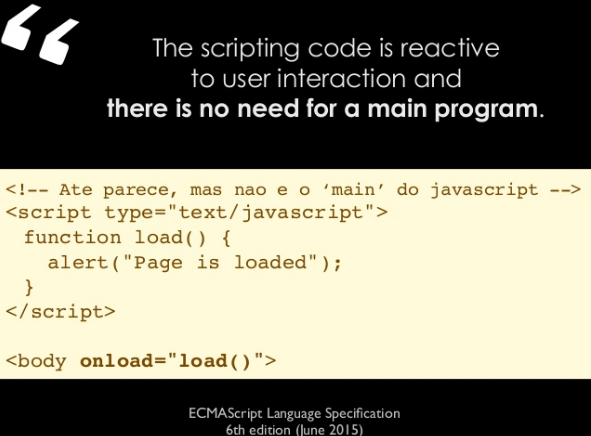 “
The scripting code is reactive
to user interaction and
there is no need for a main program.
<!-- Ate parece, mas nao e o ‘main’ do javascript -->
<script type="text/javascript">
function load() {
alert("Page is loaded");
}
</script>
<body onload="load()">
ECMAScript Language Specification
6th edition (June 2015)